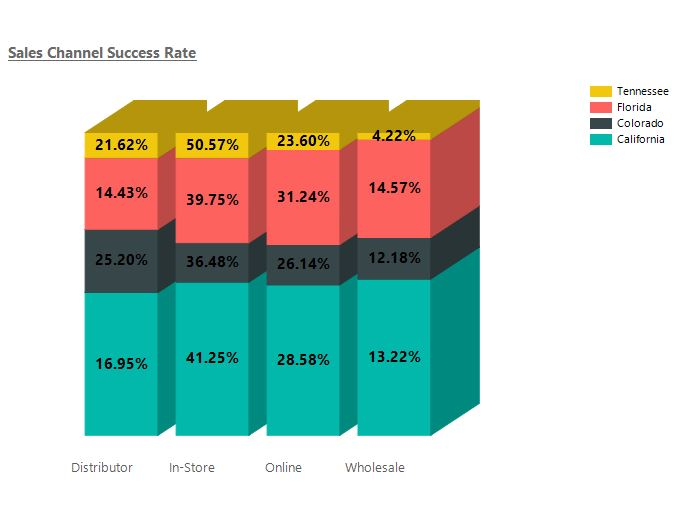 Sales Channel Success Rate
Tennessee
Florida
Colorado
California
21.62% 50.57% 23.60% 4.22%
14.43% 39.75% 31.24% 14.57%
25.20% 36.48% 26.14% 12.18%
16.95% 41.25% 28.58% 13.22%
Distributor In-Store Online Wholesale